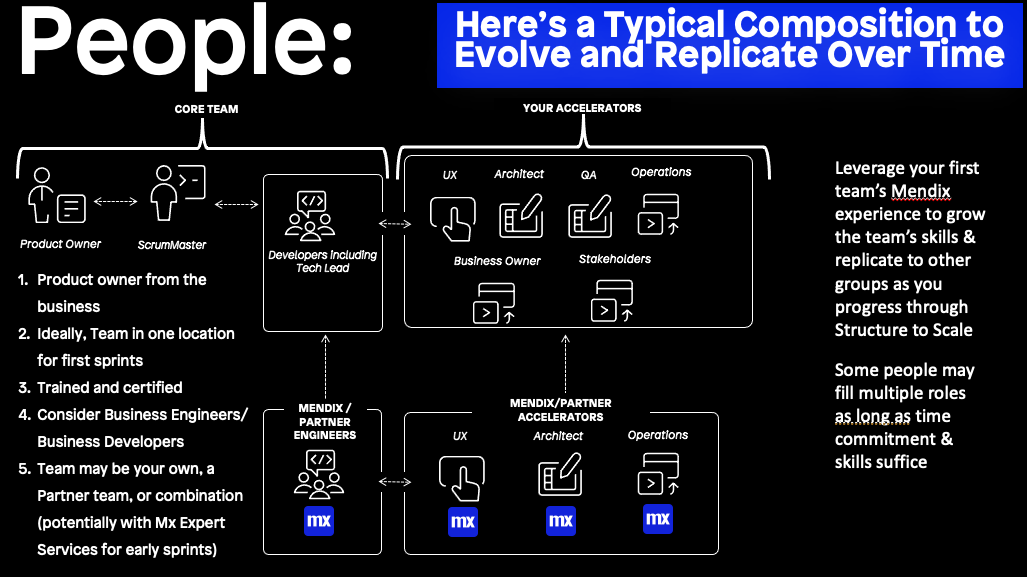 People:
Here's a Typical Composition to
Evolve and Replicate Over Time
CORE TEAM
YOUR ACCELERATORS
Product Owner
ScrumMaster
Developers including
Tech Lead
UX
Architect
QA
Operations
Business Owner
Stakeholders
1. Product owner from the
business
2. Ideally, Team in one location
for first sprints
3. Trained and certified
4. Consider Business Engineers/
Business Developers
5. Team may be your own, a
Partner team, or combination
(potentially with Mx Expert
Services for early sprints)
MENDIX /
PARTNER
ENGINEERS
mx
MENDIX/PARTNER
ACCELERATORS
UX
Architect
Operations
mx
mx
mx
Leverage your first
team's Mendix
experience to grow
the team's skills &
replicate to other
groups as you
progress through
Structure to Scale
Some people may
fill multiple roles
as long as time
commitment &
skills suffice